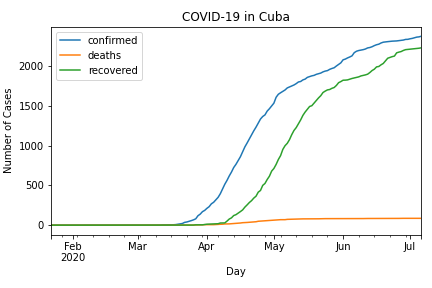 COVID-19 in Cuba
confirmed
deaths
recovered
Number of Cases
2000
1500
1000
500
0
Feb Mar Apr May Jun Jul
2020
Day